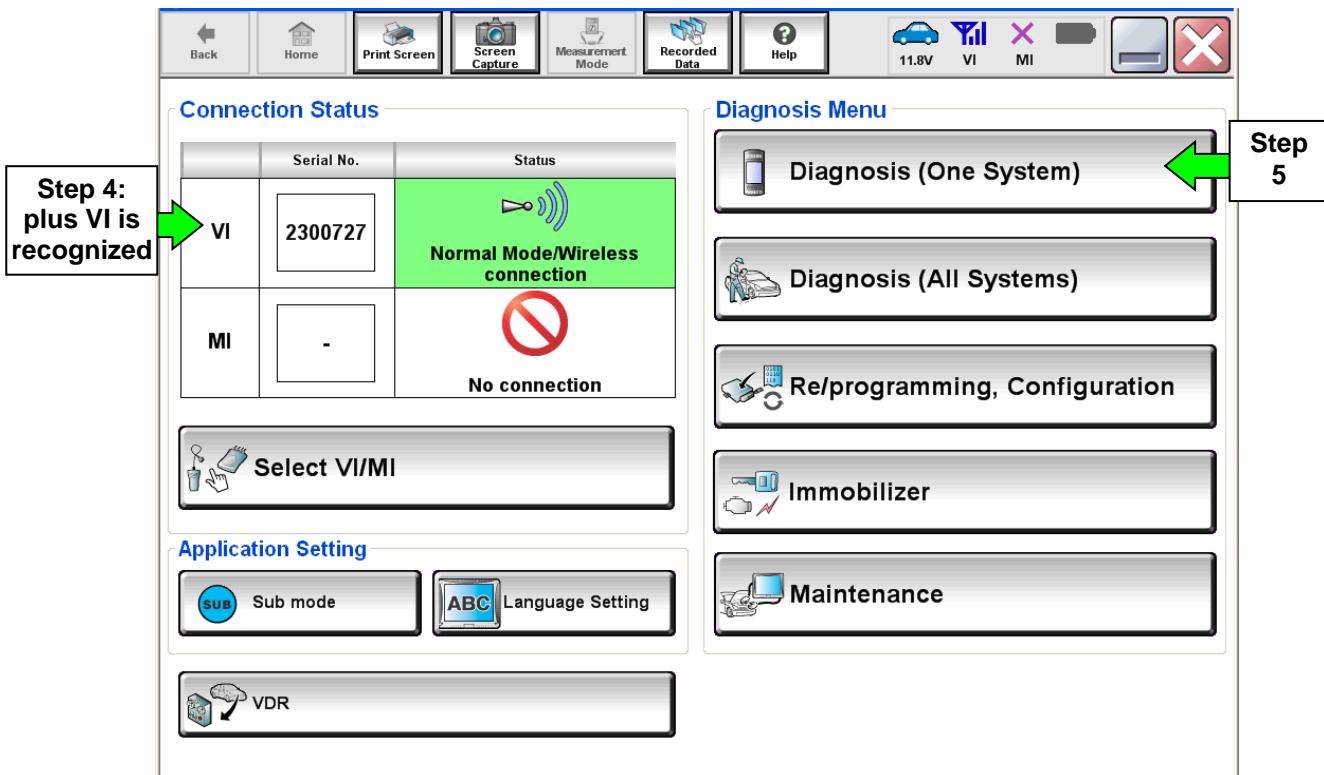 Back
Home
Print Screen
Screen
Capture
Measurement
Mode
Recorded
Data
Help
11.8V
VI
MI
Connection Status
Serial No.
Status
VI
2300727
Normal Mode/Wireless
connection
MI
-
No connection
Select VI/MI
Application Setting
SUB
Sub mode
ABC
Language Setting
VDR
Diagnosis Menu
Diagnosis (One System)
Diagnosis (All Systems)
Re/programming, Configuration
Immobilizer
Maintenance
Step 4:
plus VI is
recognized
Step
5